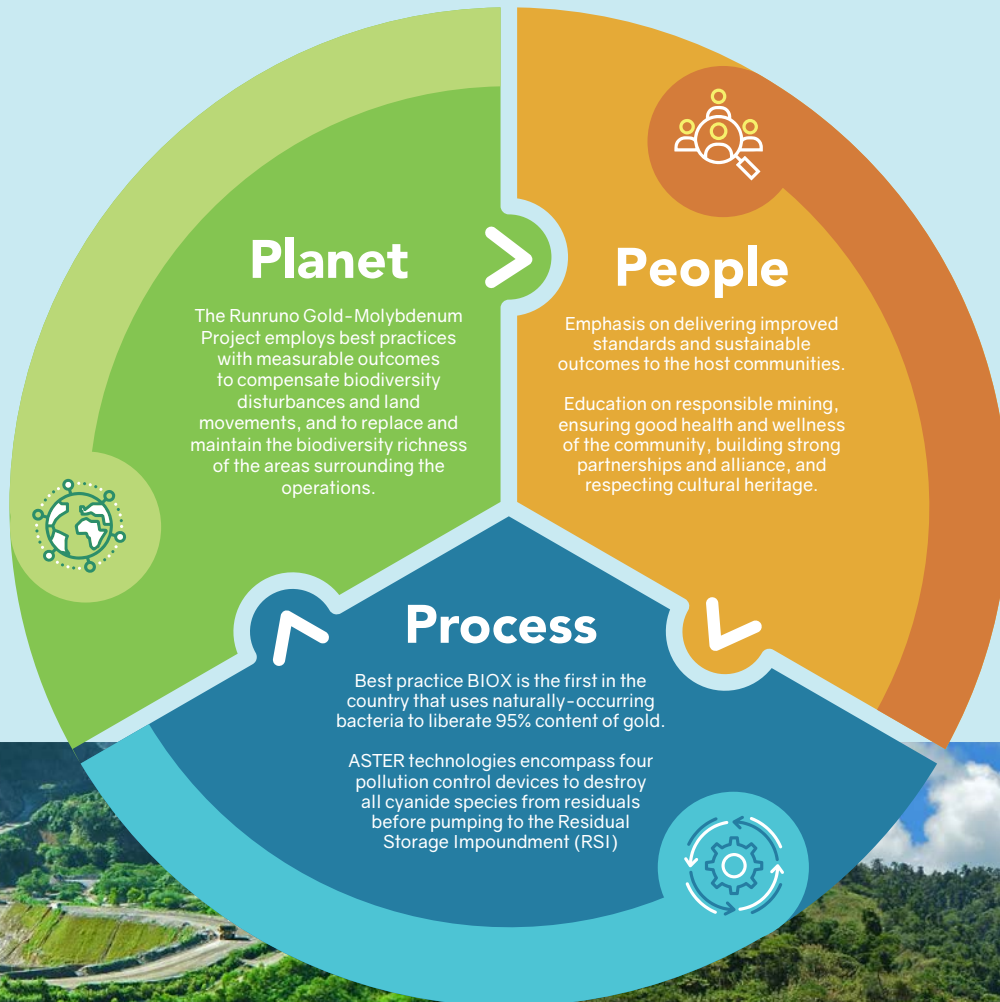 Planet
The Runruno Gold-Molybdenum
Project employs best practices
with measurable outcomes
to compensate biodiversity
disturbances and land
movements, and to replace and
maintain the biodiversity richness
of the areas surrounding the
operations.
People
Emphasis on delivering improved
standards and sustainable
outcomes to the host communities.
Education on responsible mining,
ensuring good health and wellness
of the community, building strong
partnerships and alliance, and
respecting cultural heritage.
Process
Best practice BIOX is the first in the
country that uses naturally-occurring
bacteria to liberate 95% content of gold.
ASTER technologies encompass four
pollution control devices to destroy
all cyanide species from residuals
before pumping to the Residual
Storage Impoundment (RSI)